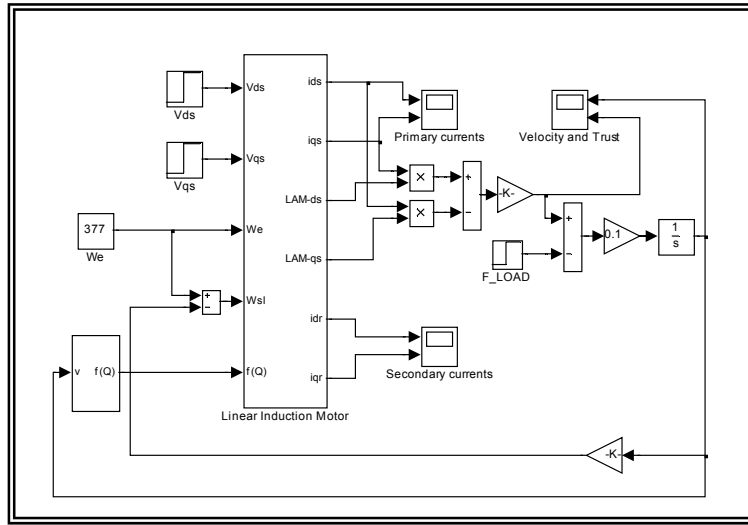 Vds
Vds
ids
Primary currents
Velocity and Trust
Vqs
Vqs
iqs
×
×
+
−
-K-
LAM-ds
LAM-qs
377
We
We
+
−
0.1
1
s
F_LOAD
+
−
Wsl
idr
iqr
Secondary currents
v f(Q)
f(Q)
Linear Induction Motor
-K-